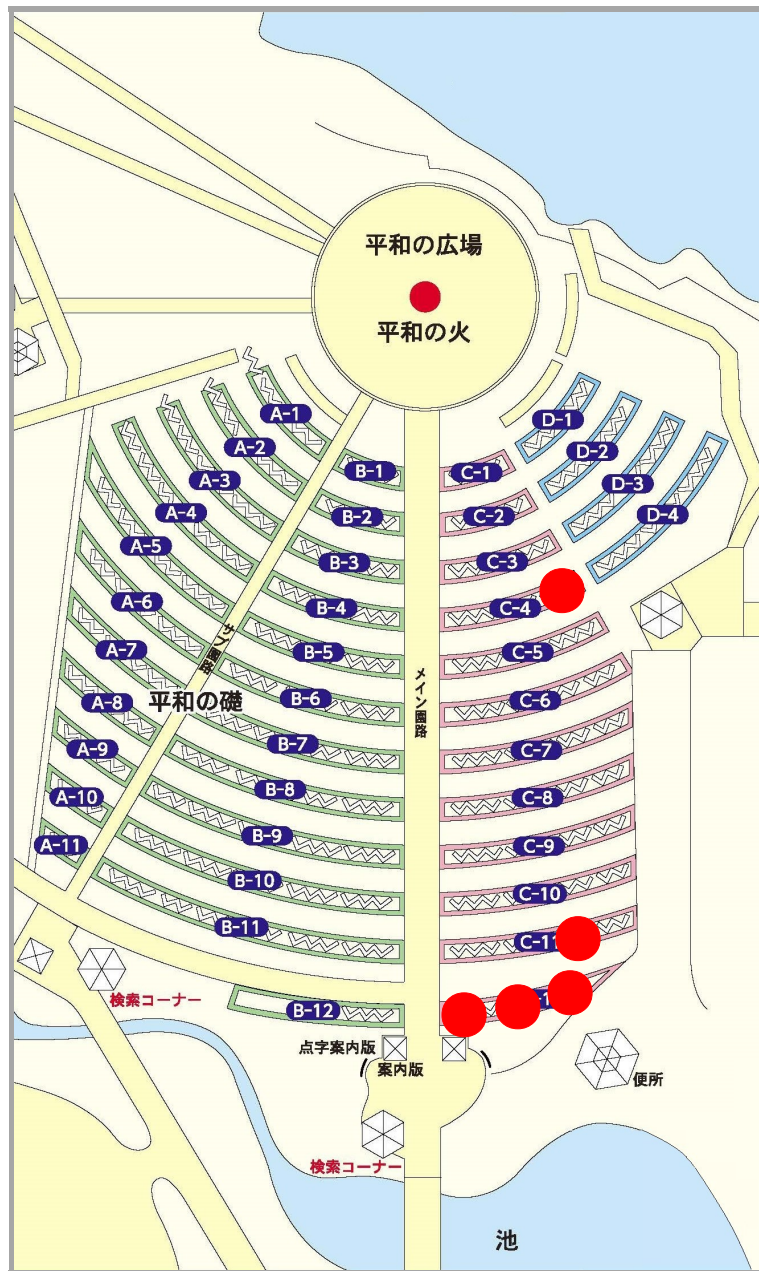 平和の広場
平和の火
A-1
A-2
A-3
A-4
A-5
A-6
A-7
A-8
A-9
A-10
A-11
B-1
B-2
B-3
B-4
B-5
B-6
B-7
B-8
B-9
B-10
B-11
B-12
C-1
C-2
C-3
C-4
C-5
C-6
C-7
C-8
C-9
C-10
C-11
D-1
D-2
D-3
D-4
サブ園路
メイン園路
平和の礎
検索コーナー
点字案内版
案内版
便所
検索コーナー
池